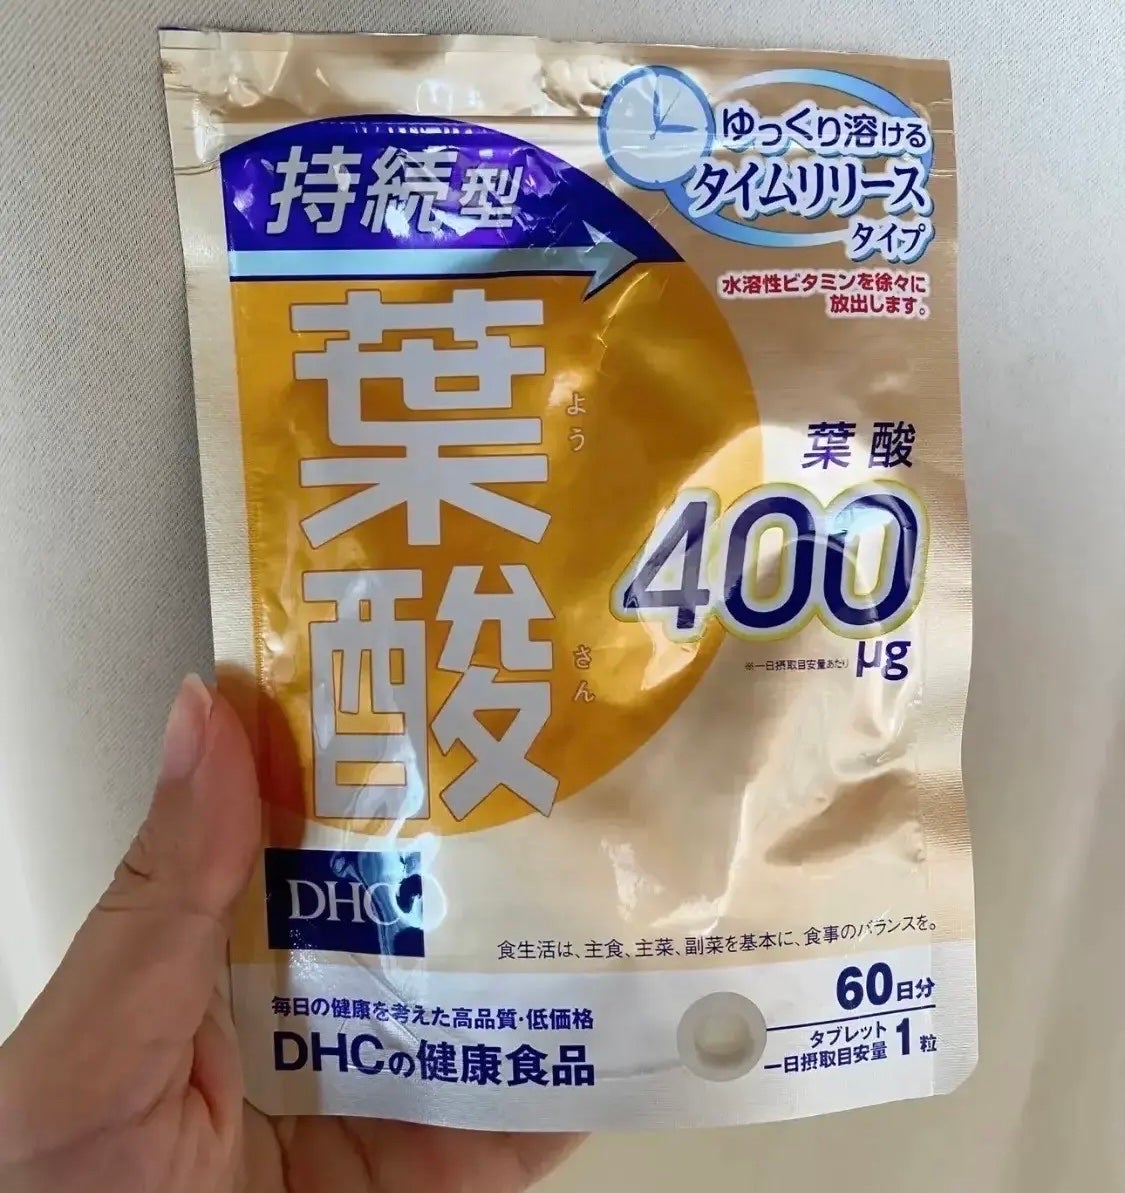 持続型
ゆっくり溶ける
タイムリリース
タイプ
水溶性ビタミンを徐々に
放出します。
葉酸
よう
さん
葉酸
400
μg
※一日摂取目安量あたり
DHC
食生活は、主食、主菜、副菜を基本に、食事のバランスを。
毎日の健康を考えた高品質・低価格
DHCの健康食品
60日分
タブレット
一日摂取目安量 1粒